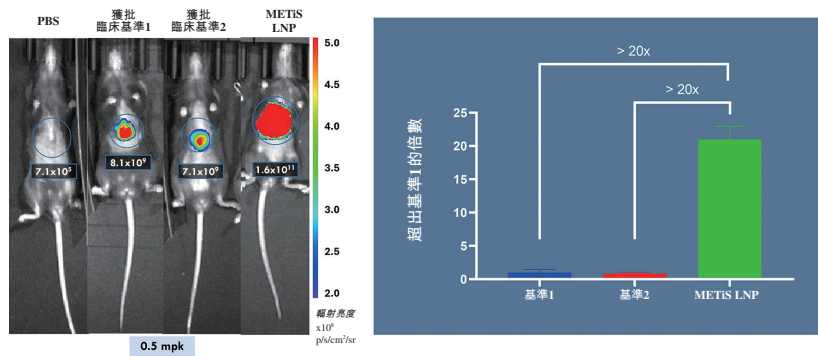 PBS
獲批
臨床基準1
獲批
臨床基準2
METiS
LNP
7.1x10⁵
8.1x10⁹
7.1x10⁹
1.6x10¹¹
5.0
4.5
4.0
3.5
3.0
2.5
2.0
輻射亮度
x10⁸
p/s/cm²/sr
0.5 mpk
> 20x
> 20x
超出基準1的倍數
25
20
15
10
5
0
基準1
基準2
METiS LNP